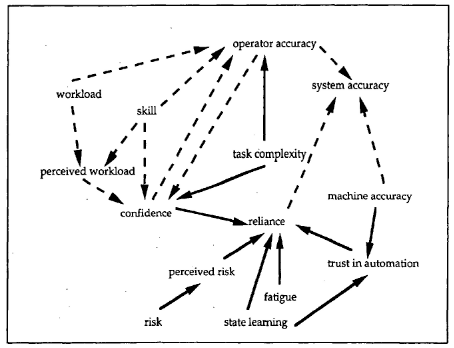 operator accuracy
system accuracy
workload
skill
task complexity
perceived workload
machine accuracy
confidence
reliance
trust in automation
perceived risk
fatigue
risk
state learning